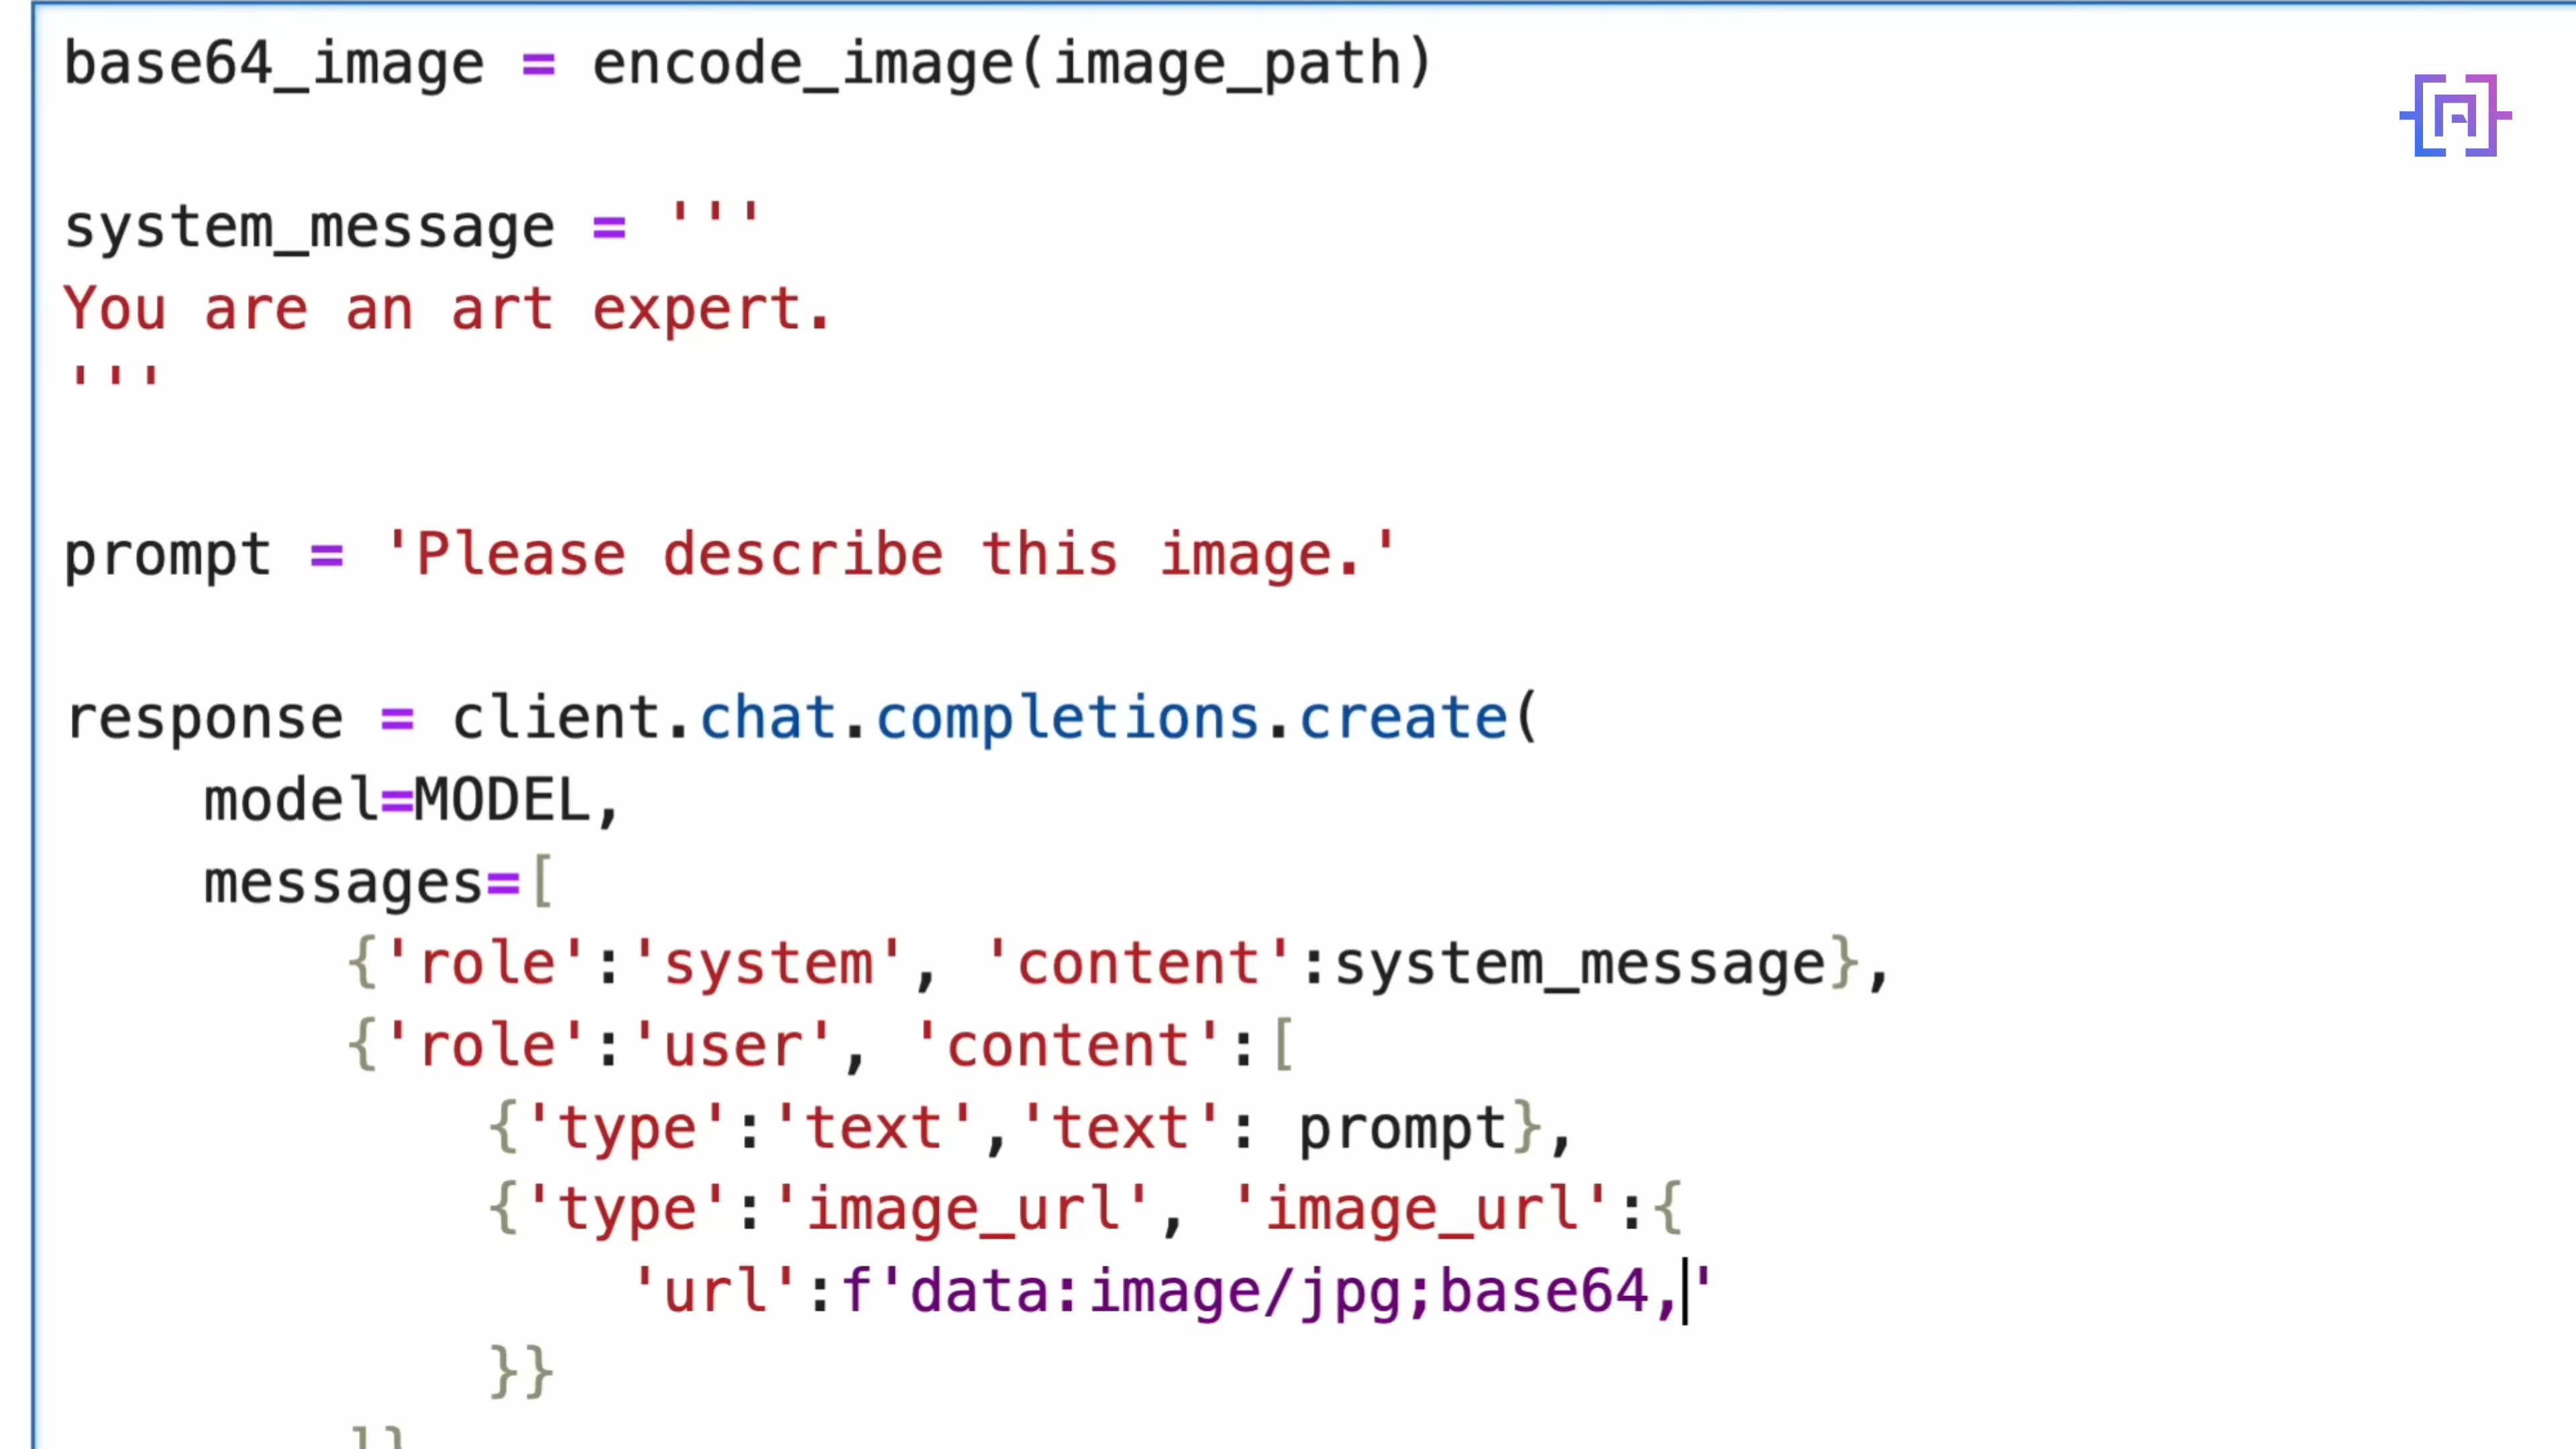 base64_image = encode_image(image_path)
system_message = '''
You are an art expert.
'''
prompt = 'Please describe this image.'
response = client.chat.completions.create(
    model=MODEL,
    messages=[
        {'role':'system', 'content':system_message},
        {'role':'user', 'content':[
            {'type':'text','text': prompt},
            {'type':'image_url', 'image_url':{
                'url':f'data:image/jpg;base64,'
            }}
        ]}